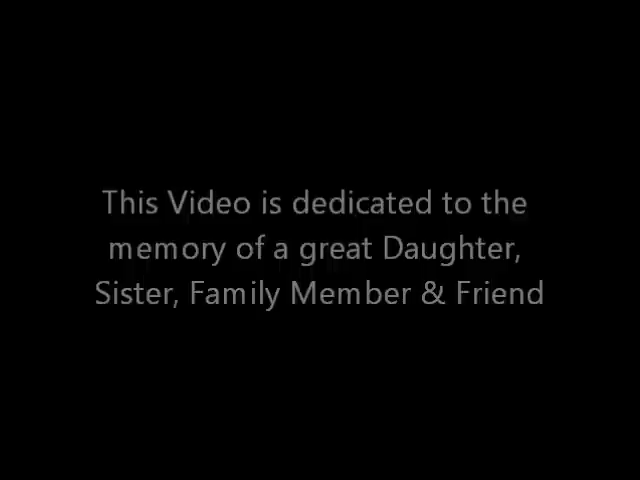 This Video is dedicated to the
memory of a great Daughter,
Sister, Family Member & Friend